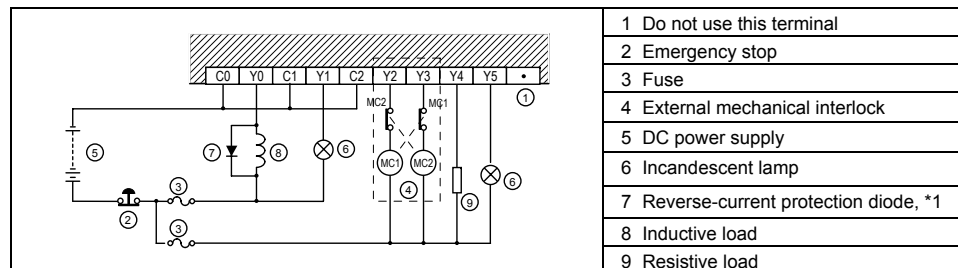 C0 Y0 C1 Y1 C2 Y2 Y3 Y4 Y5 •
1
MC2 MC1
5 7 8 6 MC1 MC2 6
4
9
3
2
3
1 Do not use this terminal
2 Emergency stop
3 Fuse
4 External mechanical interlock
5 DC power supply
6 Incandescent lamp
7 Reverse-current protection diode, *1
8 Inductive load
9 Resistive load